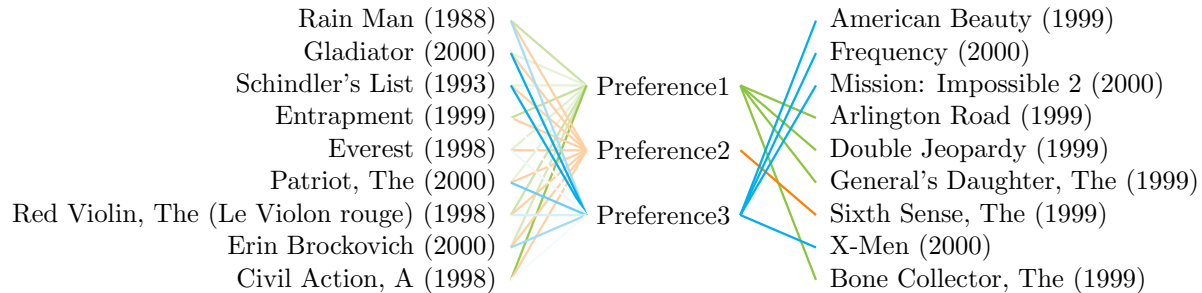 Rain Man (1988)
Gladiator (2000)
Schindler's List (1993)
Entrapment (1999)
Everest (1998)
Patriot, The (2000)
Red Violin, The (Le Violon rouge) (1998)
Erin Brockovich (2000)
Civil Action, A (1998)
Preference1
Preference2
Preference3
American Beauty (1999)
Frequency (2000)
Mission: Impossible 2 (2000)
Arlington Road (1999)
Double Jeopardy (1999)
General's Daughter, The (1999)
Sixth Sense, The (1999)
X-Men (2000)
Bone Collector, The (1999)